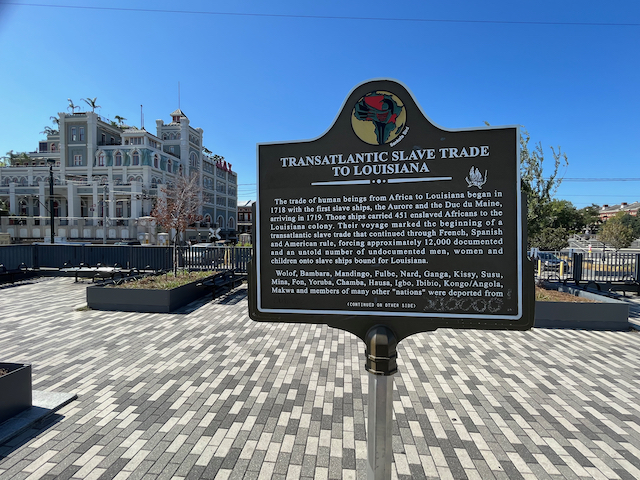 TRANSATLANTIC SLAVE TRADE
TO LOUISIANA
The trade of human beings from Africa to Louisiana began in
1718 with the first slave ships, the Aurore and the Duc du Maine,
arriving in 1719. Those ships carried 451 enslaved Africans to the
Louisiana colony. Their voyage marked the beginning of a
transatlantic slave trade that continued through French, Spanish
and American rule, forcing approximately 12,000 documented
and an untold number of undocumented men, women and
children onto slave ships bound for Louisiana.
Wolof, Bambara, Mandingo, Fulbe, Nard, Ganga, Kissy, Susu,
Mina, Fon, Yoruba, Chamba, Hausa, Igbo, Ibibio, Kongo/Angola,
Makwa and members of many other "nations" were deported from
(CONTINUED ON OTHER SIDE)